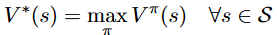 V*(s) = max_π V^π(s) ∀s ∈ 𝒮